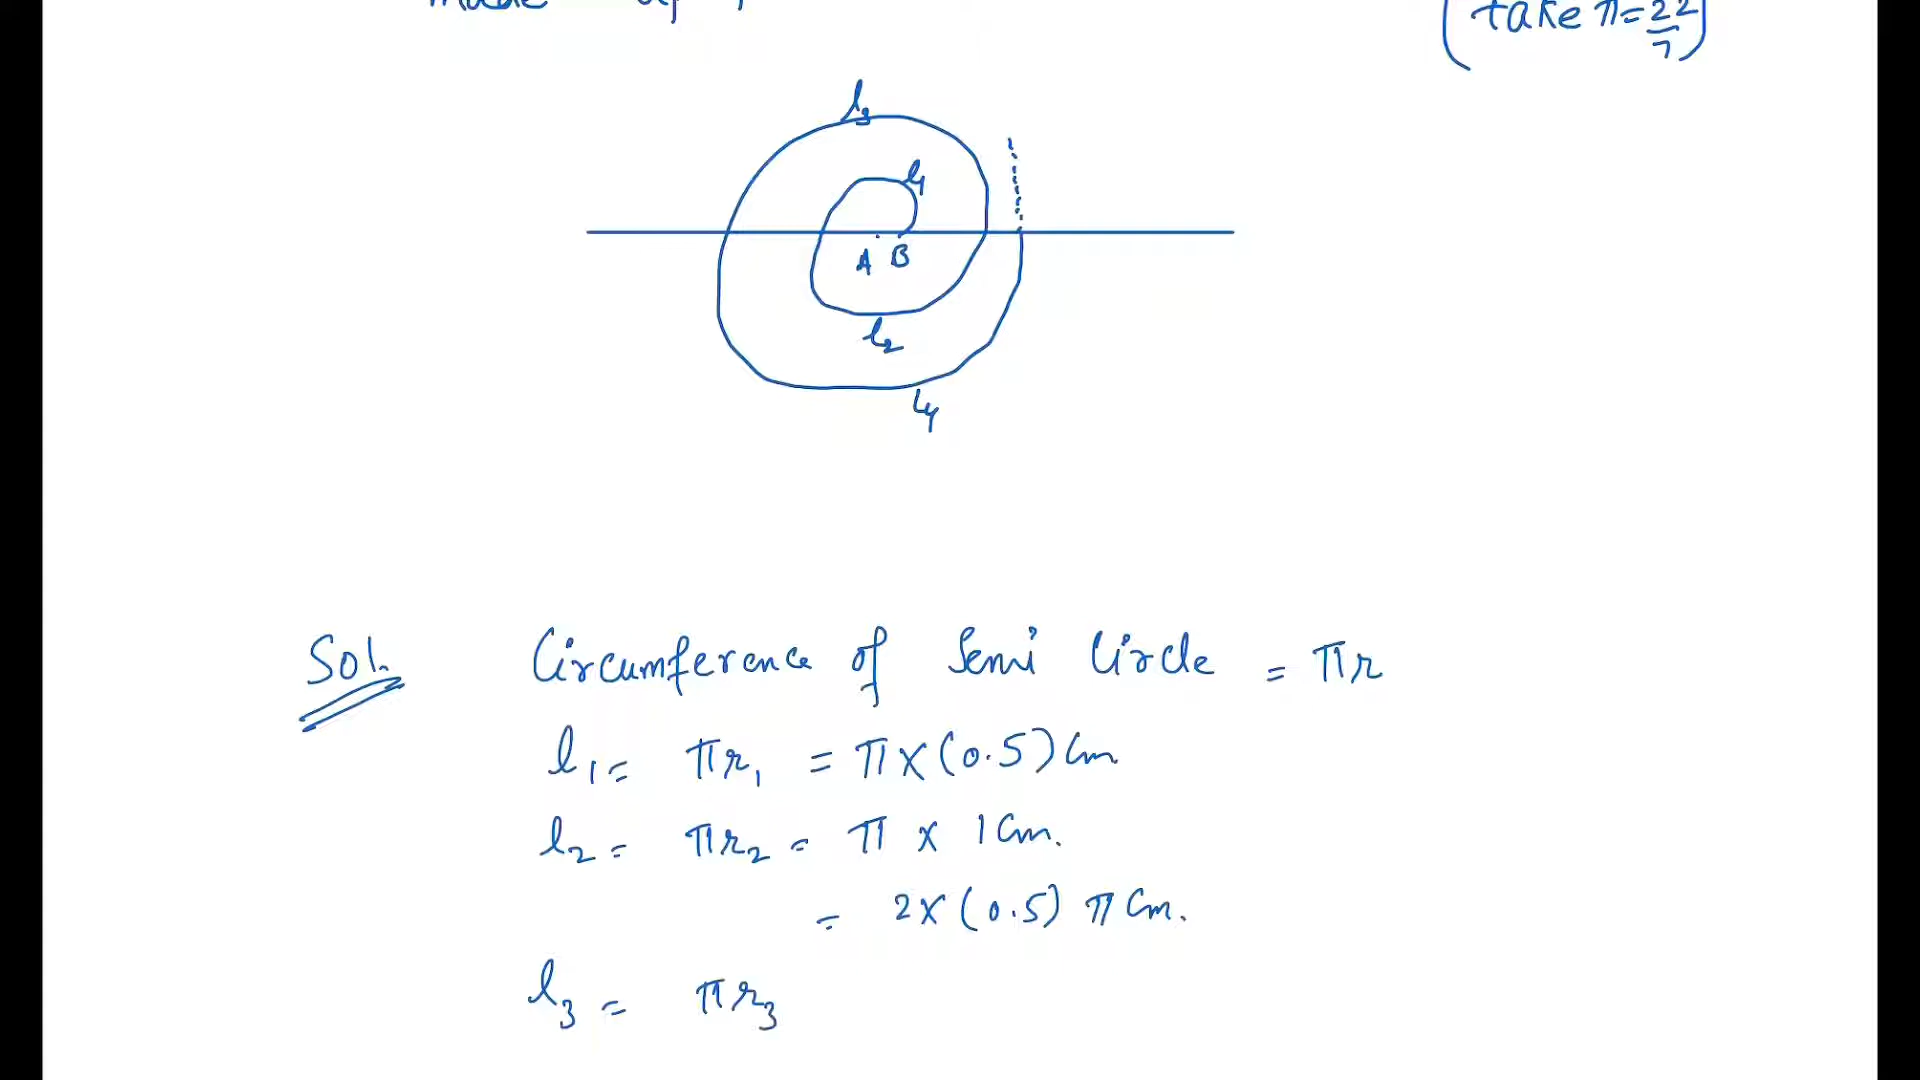 take π = 22/7)
l3
l1
A B
l2
l4
Sol. Circumference of Semi Circle = πr
l1 = πr1 = π × (0.5) Cm
l2 = πr2 = π × 1 Cm.
= 2 × (0.5) π Cm.
l3 = πr3